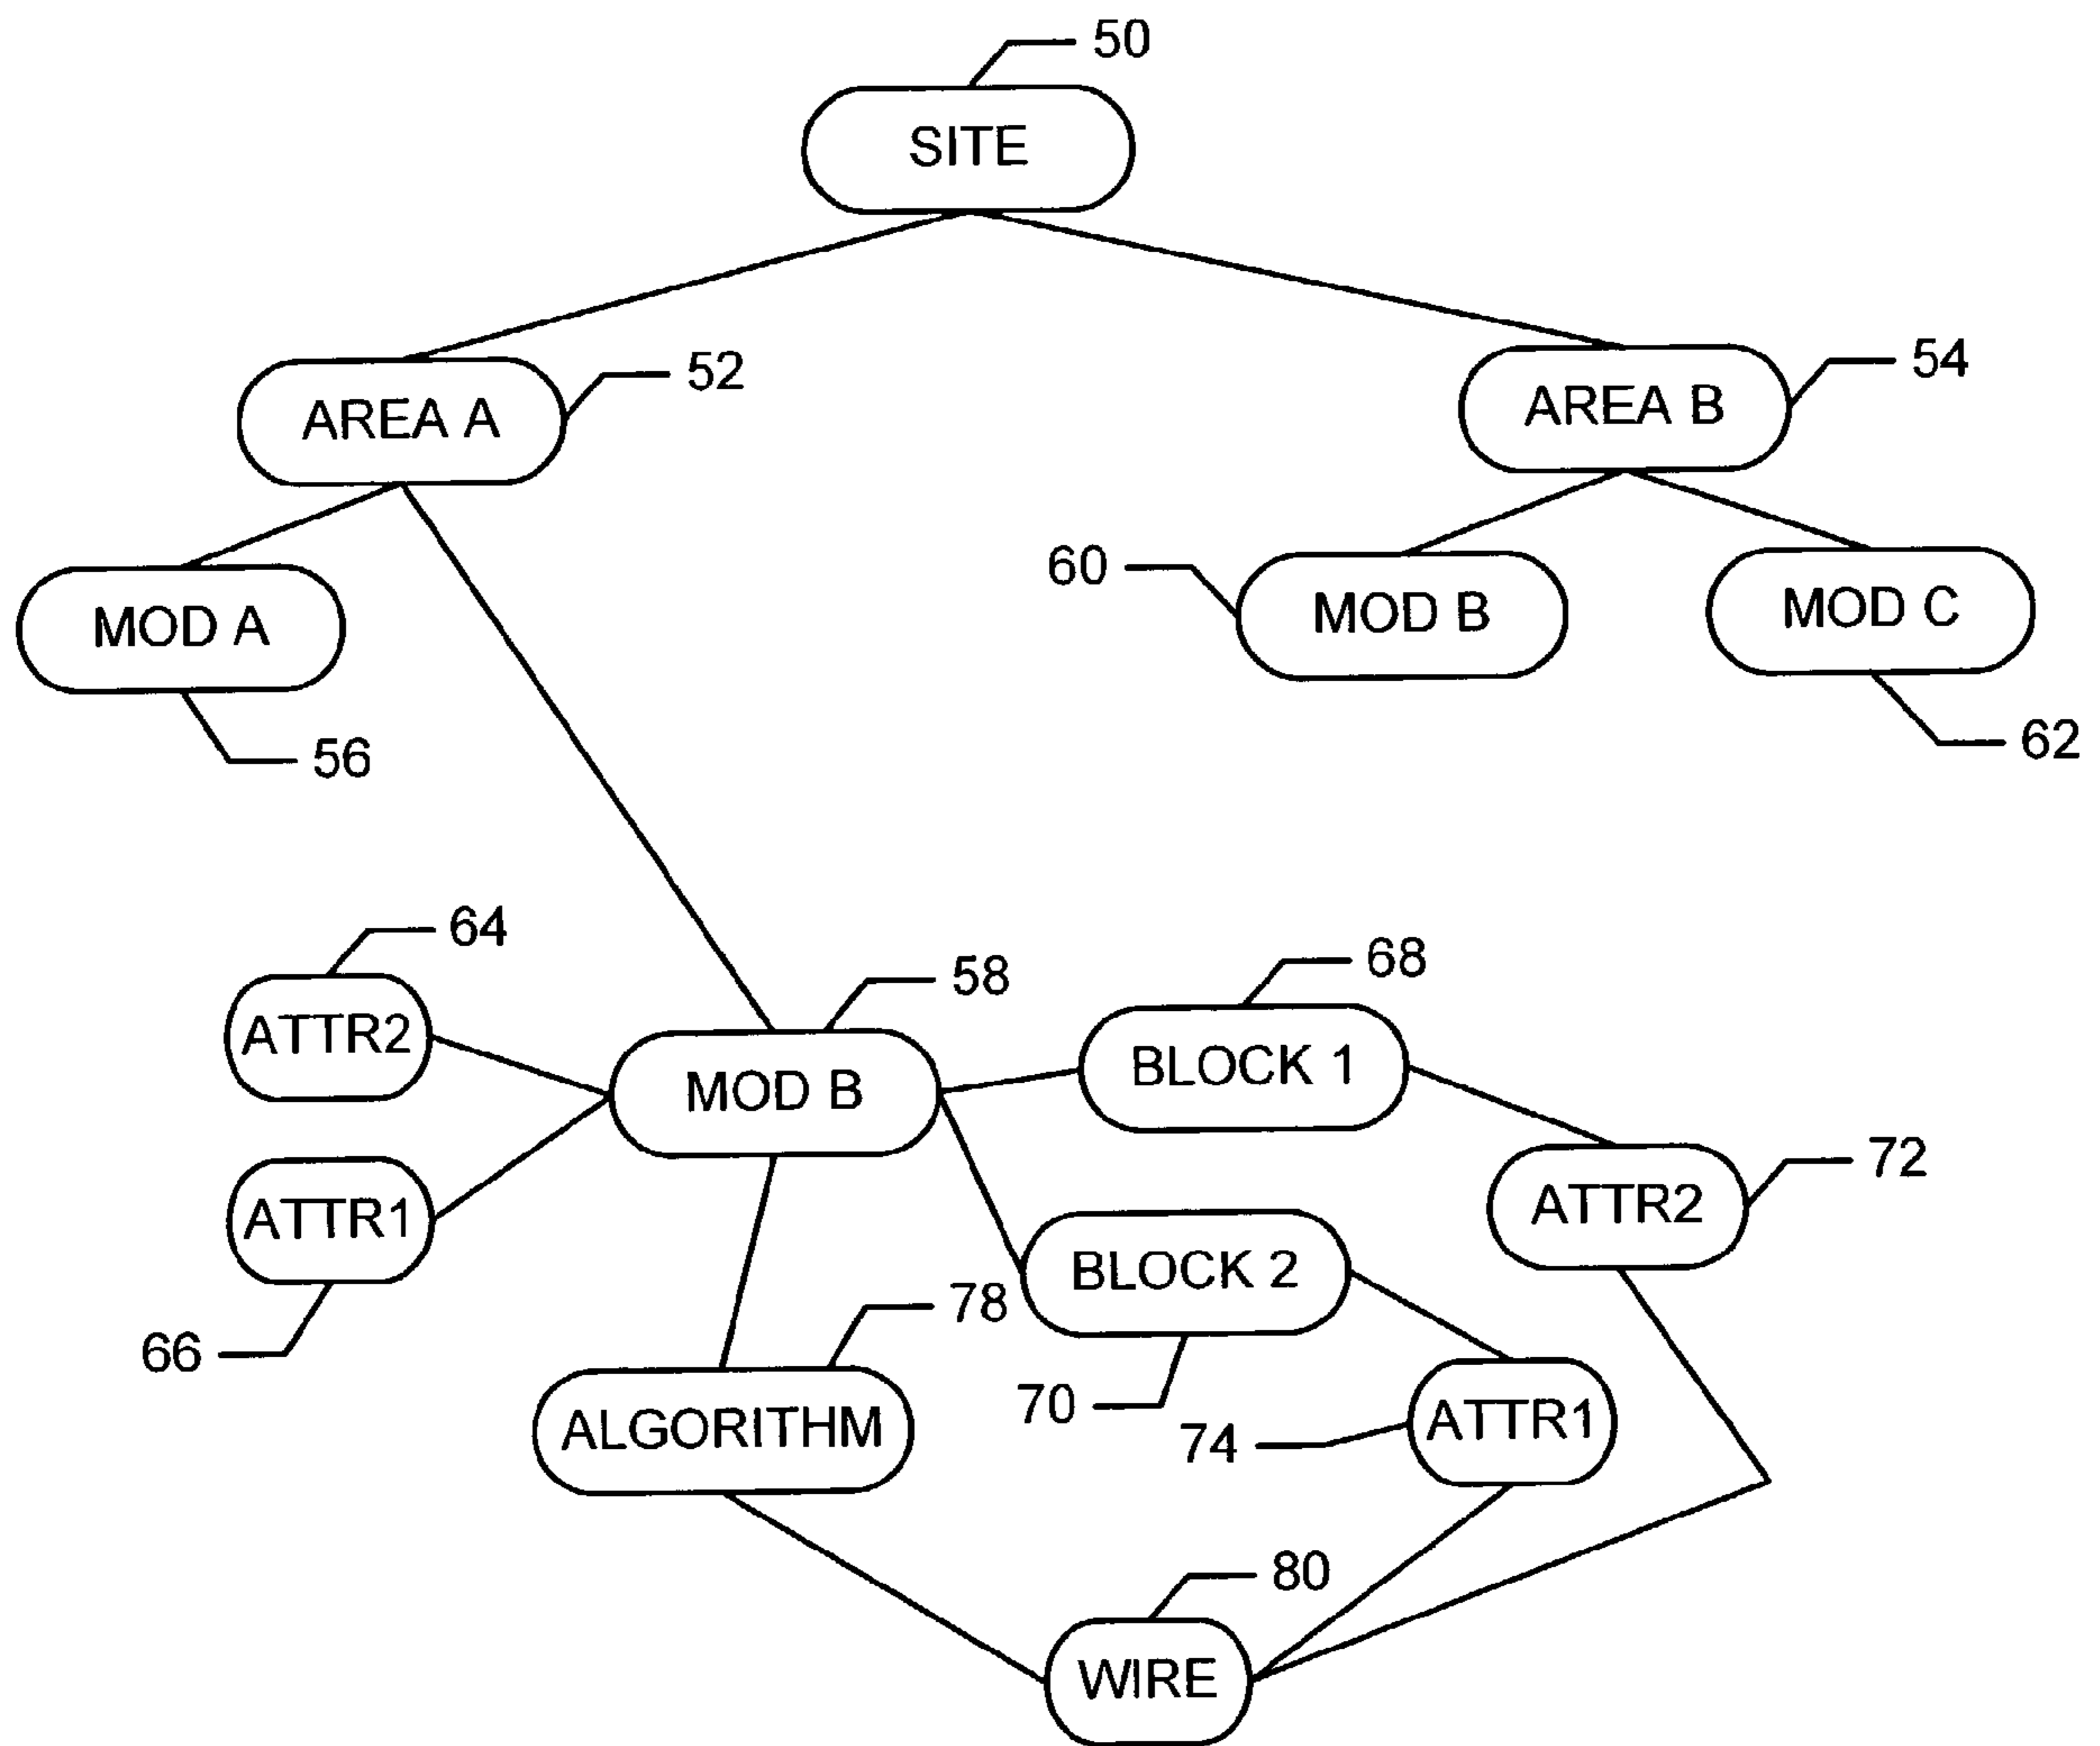 50
SITE
52
54
AREA A
AREA B
60
MOD A
MOD B
MOD C
56
62
64
58
68
ATTR2
MOD B
BLOCK 1
72
ATTR1
ATTR2
BLOCK 2
78
66
70
74
ALGORITHM
ATTR1
80
WIRE